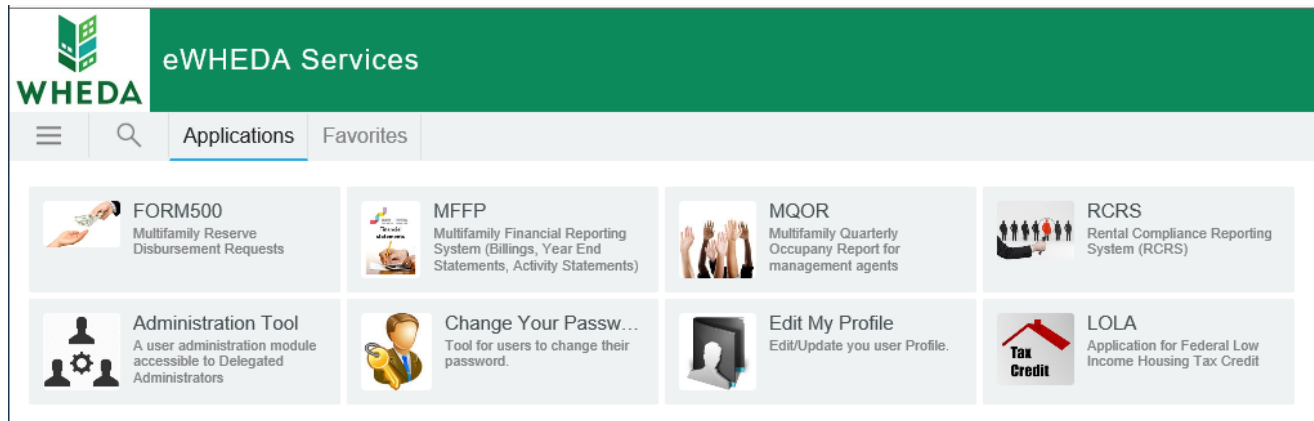 WHEDA
eWHEDA Services
Applications
Favorites
FORM500
Multifamily Reserve
Disbursement Requests
MFFP
Multifamily Financial Reporting
System (Billings, Year End
Statements, Activity Statements)
MQOR
Multifamily Quarterly
Occupany Report for
management agents
RCRS
Rental Compliance Reporting
System (RCRS)
Administration Tool
A user administration module
accessible to Delegated
Administrators
Change Your Passw...
Tool for users to change their
password.
Edit My Profile
Edit/Update you user Profile.
Tax
Credit
LOLA
Application for Federal Low
Income Housing Tax Credit